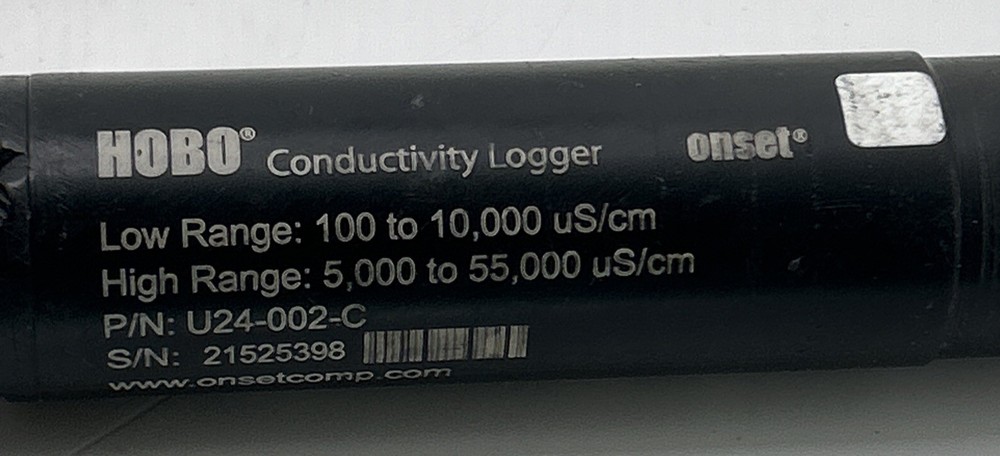 HOBO® Conductivity Logger onset®
Low Range: 100 to 10,000 uS/cm
High Range: 5,000 to 55,000 uS/cm
P/N: U24-002-C
S/N: 21525398
www.onsetcomp.com